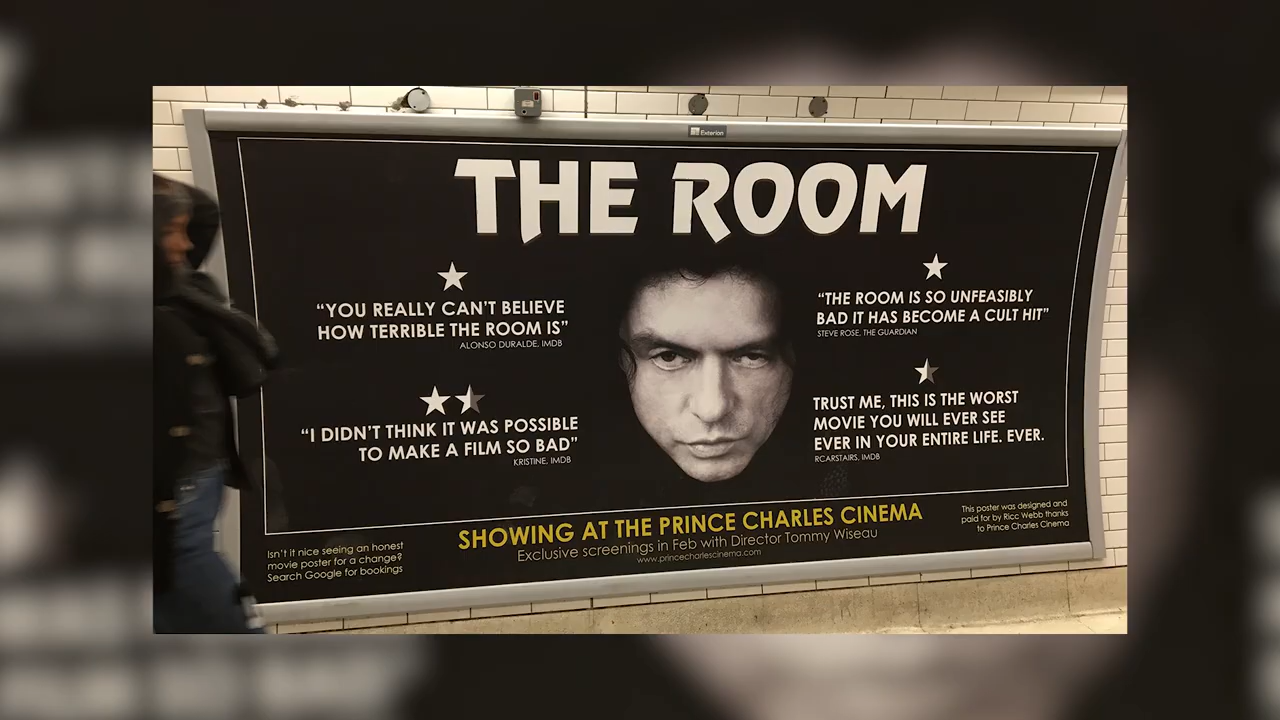 Exterion
THE ROOM
“YOU REALLY CAN’T BELIEVE
HOW TERRIBLE THE ROOM IS”
ALONSO DURALDE, IMDB
“THE ROOM IS SO UNFEASIBLY
BAD IT HAS BECOME A CULT HIT”
STEVE ROSE, THE GUARDIAN
“I DIDN’T THINK IT WAS POSSIBLE
TO MAKE A FILM SO BAD”
KRISTINE, IMDB
TRUST ME, THIS IS THE WORST
MOVIE YOU WILL EVER SEE
EVER IN YOUR ENTIRE LIFE. EVER.
RCARSTAIRS, IMDB
Isn’t it nice seeing an honest
movie poster for a change?
Search Google for bookings
SHOWING AT THE PRINCE CHARLES CINEMA
Exclusive screenings in Feb with Director Tommy Wiseau
www.princecharlescinema.com
This poster was designed and
paid for by Ricc Webb thanks
to Prince Charles Cinema